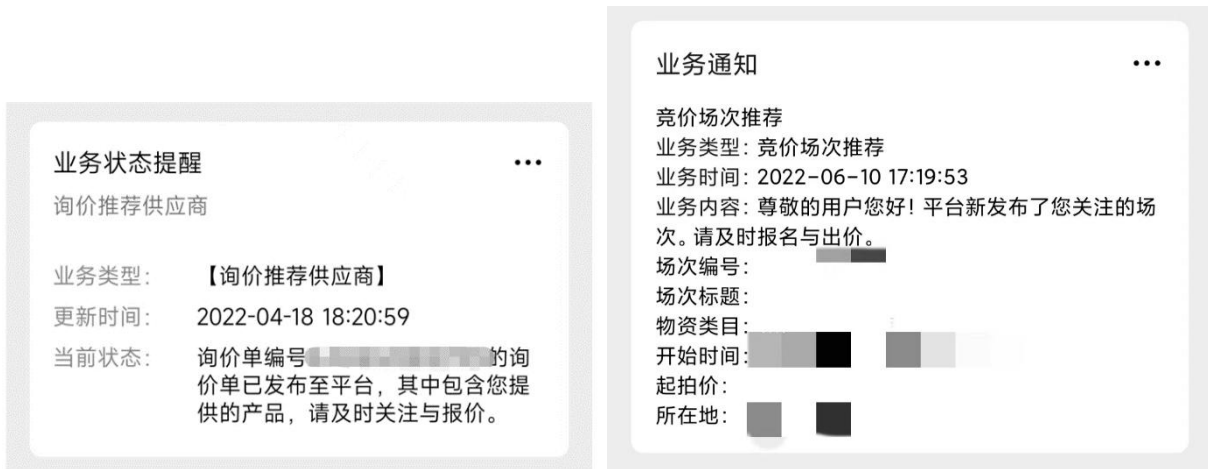 业务状态提醒
询价推荐供应商
业务类型： 【询价推荐供应商】
更新时间： 2022-04-18 18:20:59
当前状态： 询价单编号的询
价单已发布至平台，其中包含您提
供的产品，请及时关注与报价。
业务通知
竞价场次推荐
业务类型：竞价场次推荐
业务时间：2022-06-10 17:19:53
业务内容：尊敬的用户您好！平台新发布了您关注的场
次。请及时报名与出价。
场次编号：
场次标题：
物资类目：
开始时间：
起拍价：
所在地：